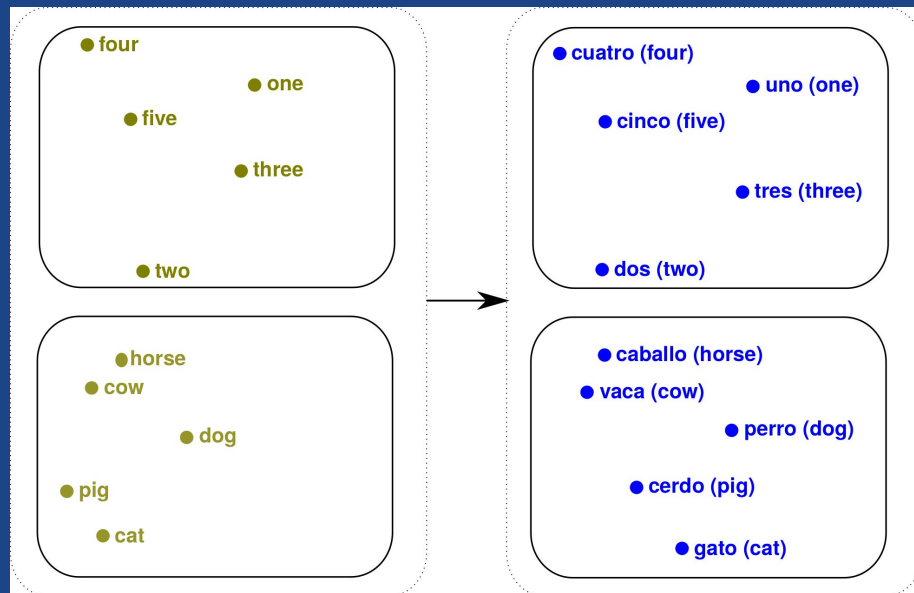 four
one
five
three
two
horse
cow
dog
pig
cat
cuatro (four)
uno (one)
cinco (five)
tres (three)
dos (two)
caballo (horse)
vaca (cow)
perro (dog)
cerdo (pig)
gato (cat)